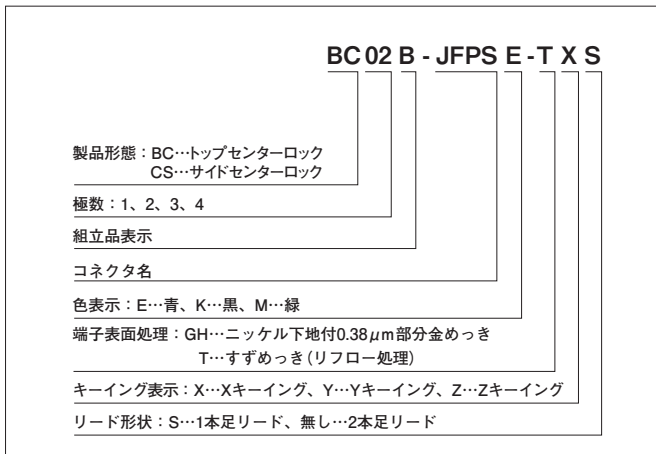 BC 02 B - JFPS E - T X S
製品形態：BC…トップセンターロック
CS…サイドセンターロック
極数：1、2、3、4
組立品表示
コネクタ名
色表示：E…青、K…黒、M…緑
端子表面処理：GH…ニッケル下地付0.38μm部分金めっき
T…すずめっき（リフロー処理）
キーイング表示：X…Xキーイング、Y…Yキーイング、Z…Zキーイング
リード形状：S…1本足リード、無し…2本足リード